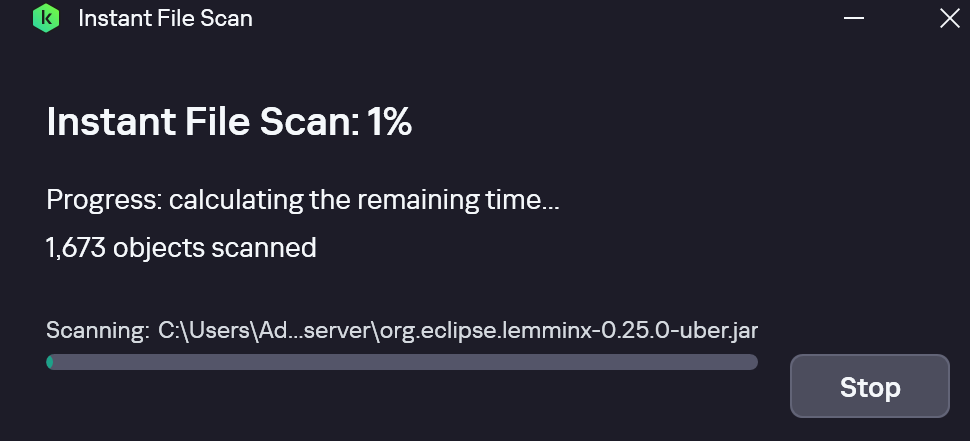 Instant File Scan
Instant File Scan: 1%
Progress: calculating the remaining time...
1,673 objects scanned
Scanning: C:\Users\Ad...server\org.eclipse.lemminx-0.25.0-uber.jar
Stop